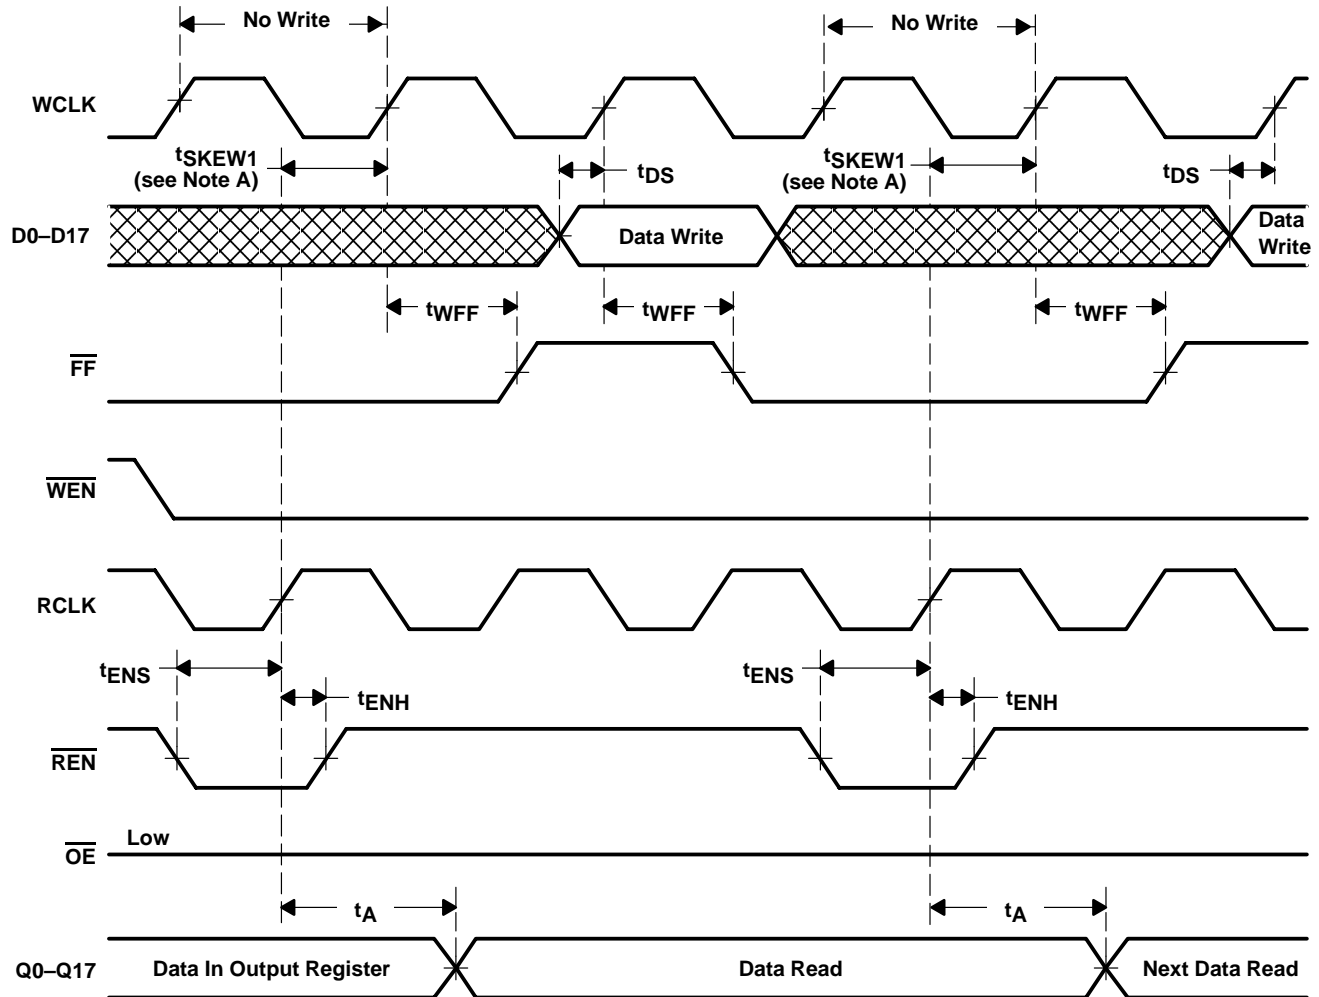 No Write
No Write
WCLK
tSKEW1
(see Note A)
tDS
tSKEW1
(see Note A)
tDS
D0–D17
Data Write
Data
Write
tWFF
tWFF
tWFF
FF
WEN
RCLK
tENS
tENH
tENS
tENH
REN
OE
Low
tA
tA
Q0–Q17
Data In Output Register
Data Read
Next Data Read